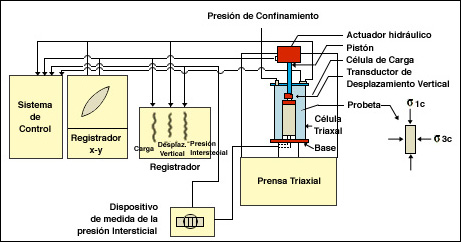 Presión de Confinamiento
Actuador hidráulico
Pistón
Célula de Carga
Transductor de
Desplazamiento Vertical
Probeta
σ 1c
σ 3c
Sistema
de
Control
Registrador
x-y
Carga
Desplaz.
Vertical
Presión
Intersticial
Registrador
Célula
Triaxal
Base
Prensa Triaxial
Dispositivo
de medida de la
presión Intersticial